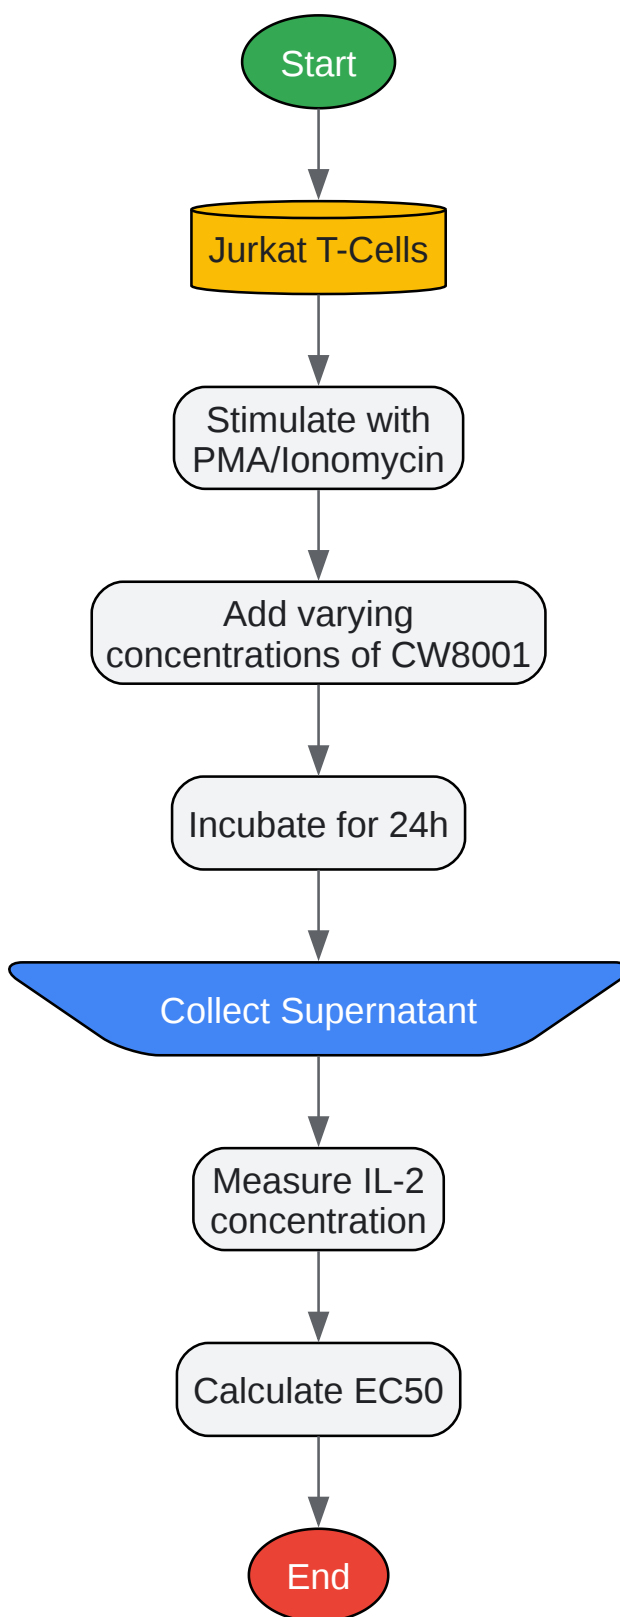 Start
Jurkat T-Cells
Stimulate with
PMA/Ionomycin
Add varying
concentrations of CW8001
Incubate for 24h
Collect Supernatant
Measure IL-2
concentration
Calculate EC50
End